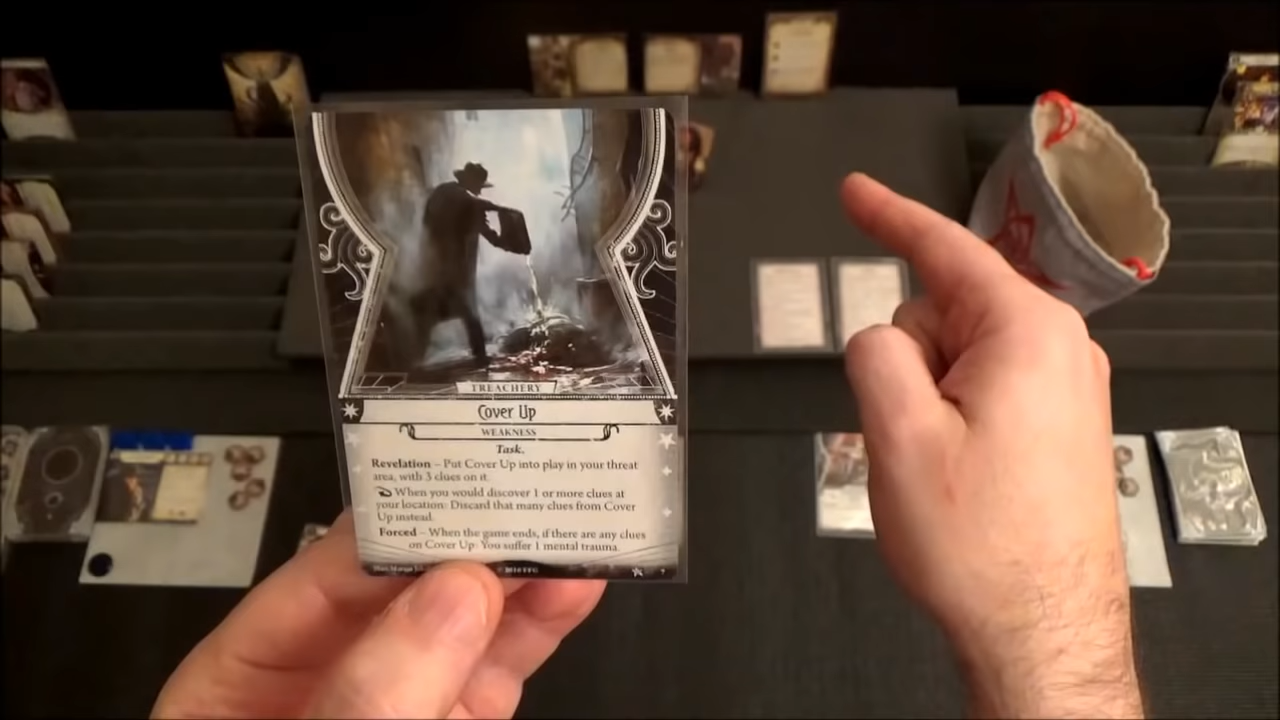 TREACHERY
Cover Up
WEAKNESS
Task.
Revelation – Put Cover Up into play in your threat
area, with 3 clues on it.
When you would discover 1 or more clues at
your location: Discard that many clues from Cover
Up instead.
Forced – When the game ends, if there are any clues
on Cover Up: You suffer 1 mental trauma.
FFG
7